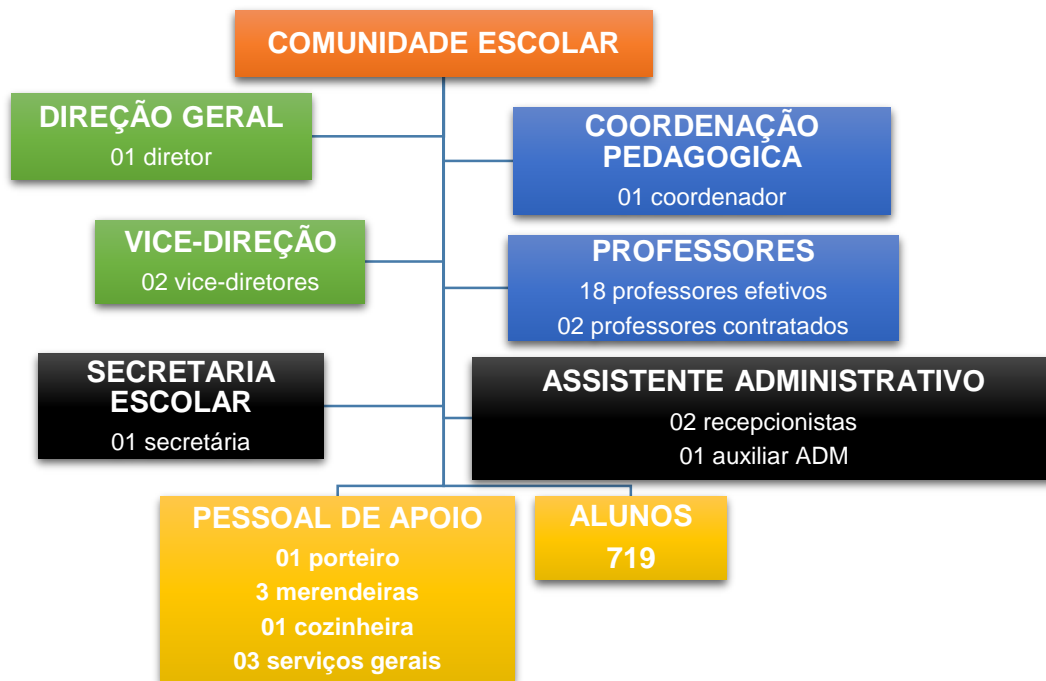 COMUNIDADE ESCOLAR
DIREÇÃO GERAL
01 diretor
COORDENAÇÃO
PEDAGOGICA
01 coordenador
VICE-DIREÇÃO
02 vice-diretores
PROFESSORES
18 professores efetivos
02 professores contratados
SECRETARIA
ESCOLAR
01 secretária
ASSISTENTE ADMINISTRATIVO
02 recepcionistas
01 auxiliar ADM
PESSOAL DE APOIO
01 porteiro
3 merendeiras
01 cozinheira
03 serviços gerais
ALUNOS
719